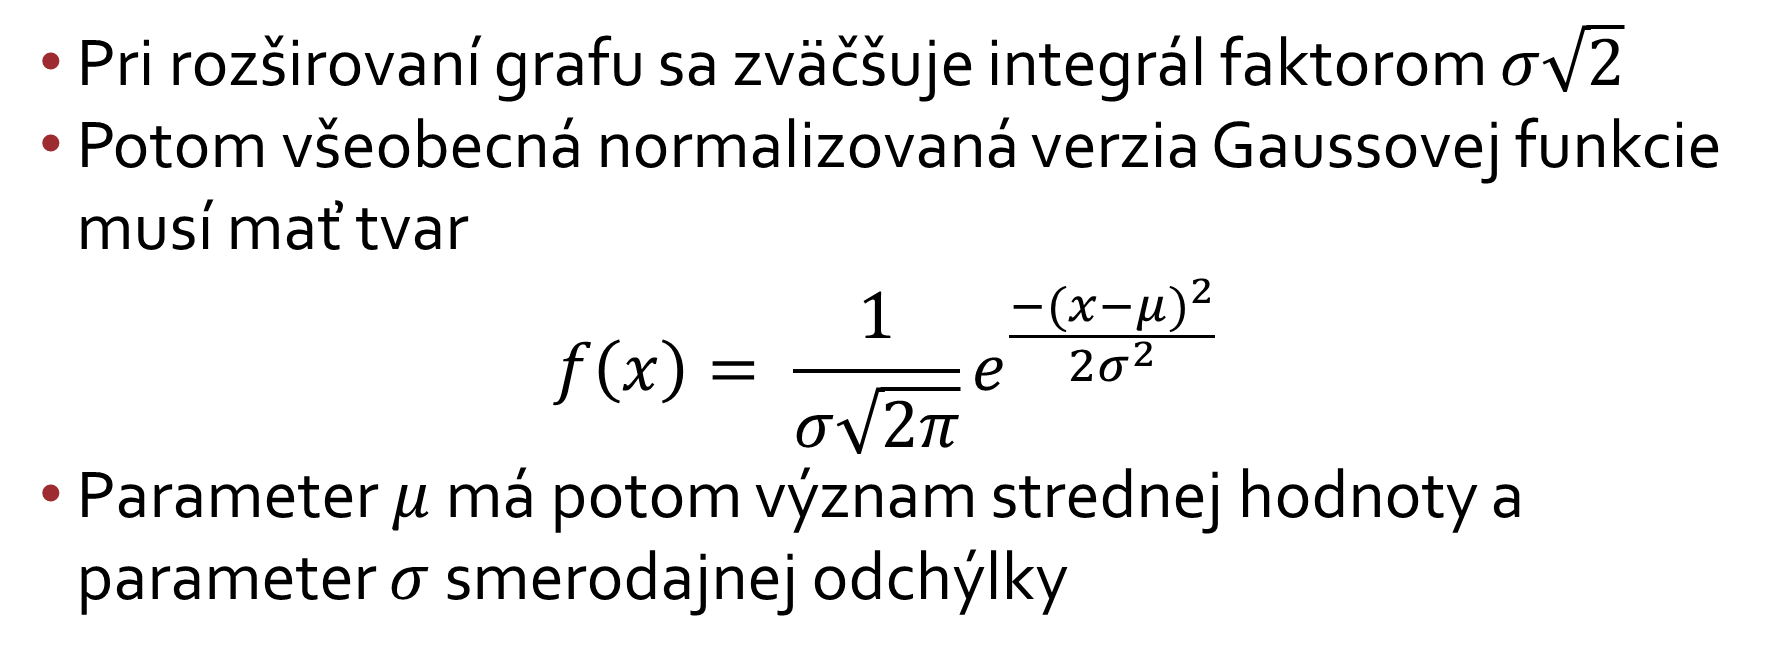 • Pri rozširovaní grafu sa zväčšuje integrál faktorom σ√2
• Potom všeobecná normalizovaná verzia Gaussovej funkcie
musí mať tvar
f(x) = 1/(σ√(2π)) e^(−(x−μ)²/(2σ²))
• Parameter μ má potom význam strednej hodnoty a
parameter σ smerodajnej odchýlky